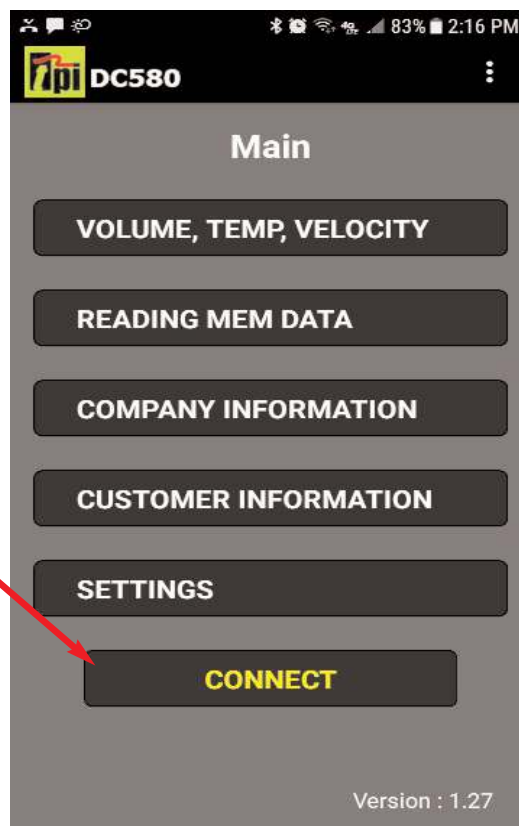 83% 2:16 PM
TPi DC580
Main
VOLUME, TEMP, VELOCITY
READING MEM DATA
COMPANY INFORMATION
CUSTOMER INFORMATION
SETTINGS
CONNECT
Version : 1.27